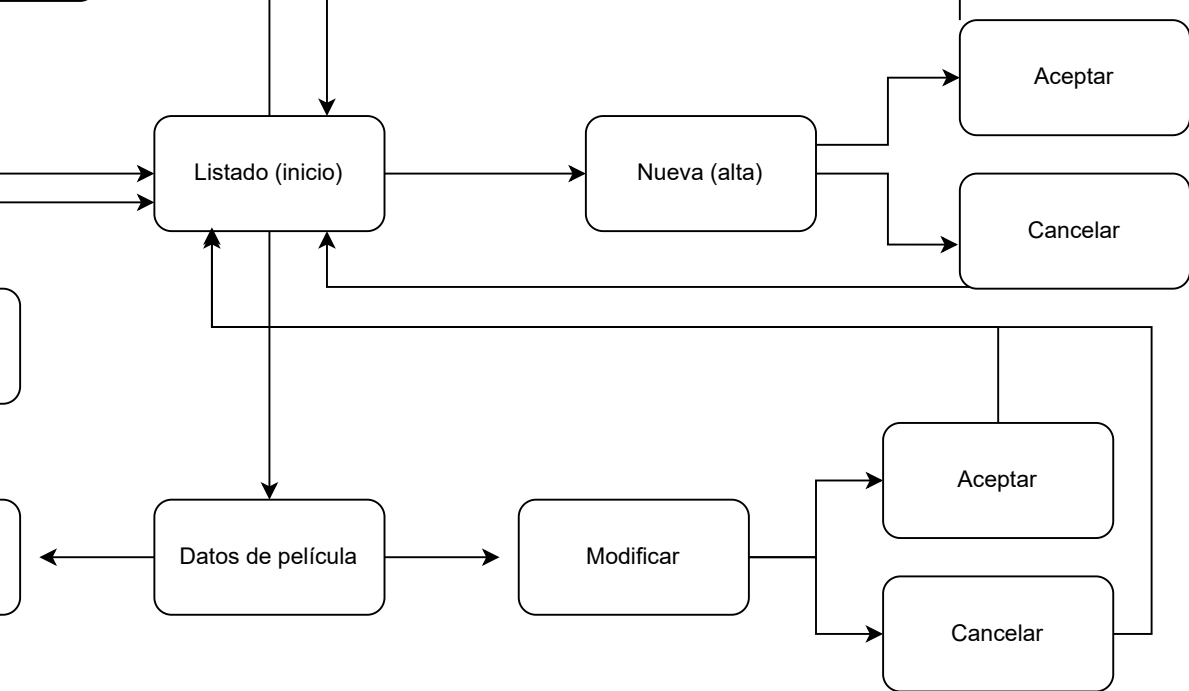 Aceptar
Listado (inicio)
Nueva (alta)
Cancelar
Aceptar
Datos de película
Modificar
Cancelar